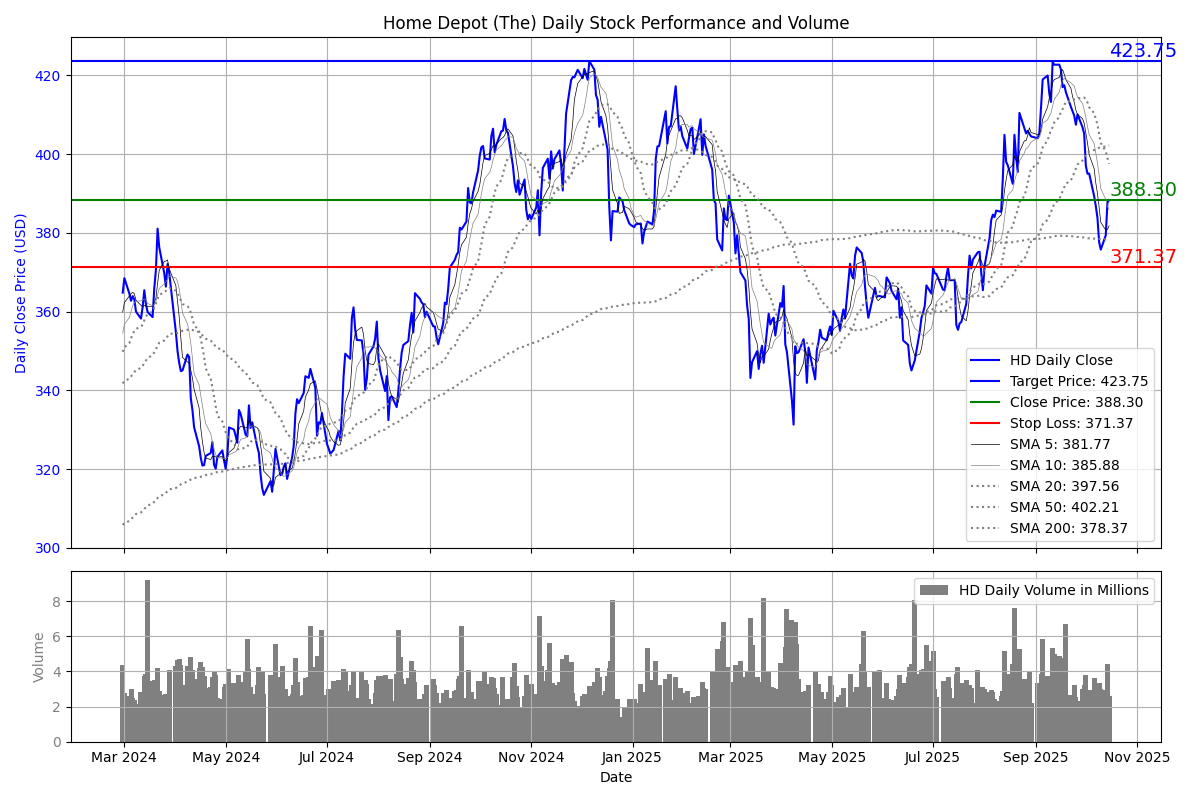 Home Depot (The) Daily Stock Performance and Volume
Daily Close Price (USD)
420
400
380
360
340
320
300
423.75
388.30
371.37
HD Daily Close
Target Price: 423.75
Close Price: 388.30
Stop Loss: 371.37
SMA 5: 381.77
SMA 10: 385.88
SMA 20: 397.56
SMA 50: 402.21
SMA 200: 378.37
Volume
8
6
4
2
0
HD Daily Volume in Millions
Mar 2024 May 2024 Jul 2024 Sep 2024 Nov 2024 Jan 2025 Mar 2025 May 2025 Jul 2025 Sep 2025 Nov 2025
Date